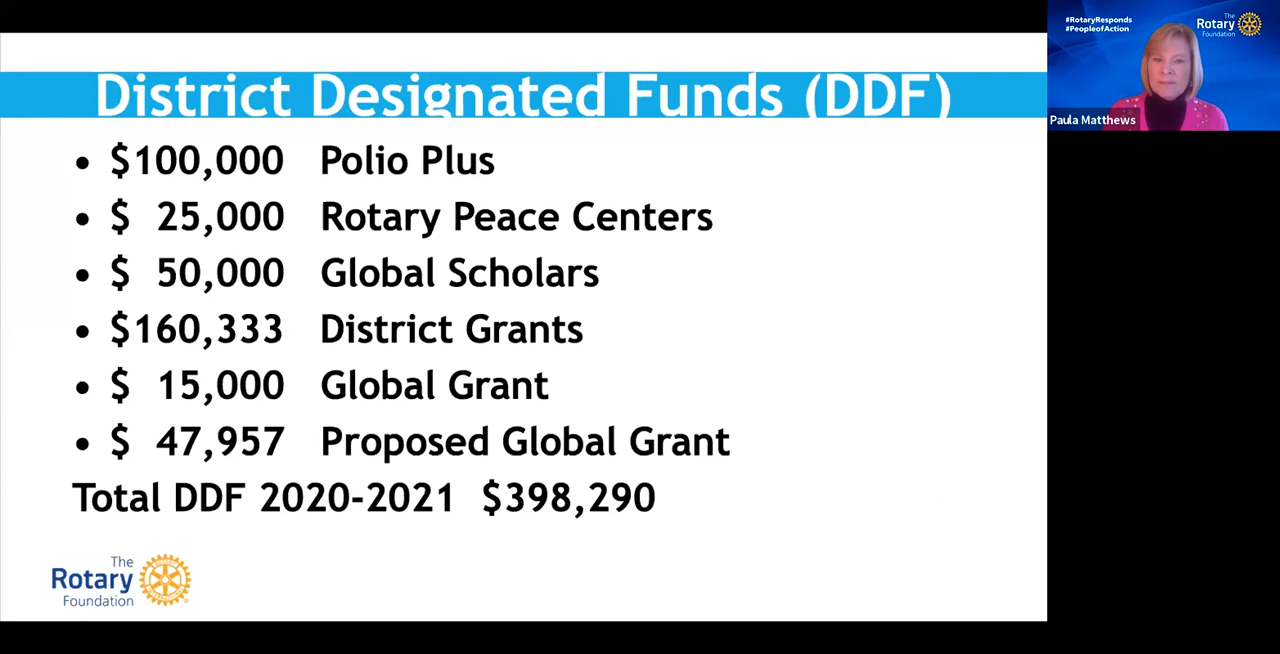 District Designated Funds (DDF)
• $100,000 Polio Plus
• $ 25,000 Rotary Peace Centers
• $ 50,000 Global Scholars
• $160,333 District Grants
• $ 15,000 Global Grant
• $ 47,957 Proposed Global Grant
Total DDF 2020-2021 $398,290
The
Rotary
Foundation
#RotaryResponds
#PeopleofAction
The
Rotary
Foundation
Paula Matthews